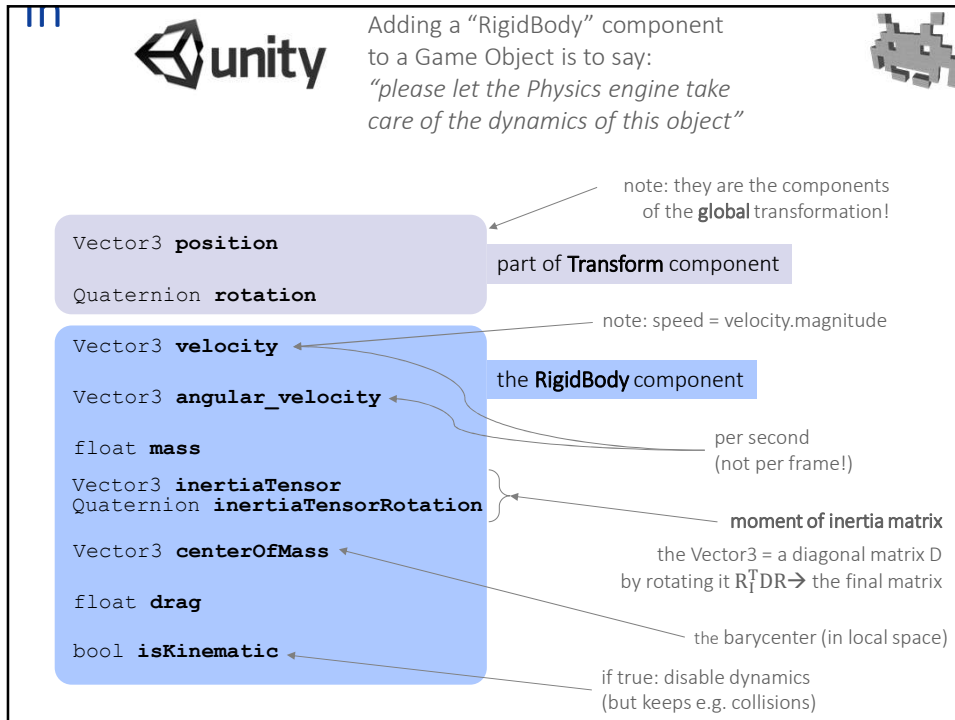 in
unity
Adding a “RigidBody” component
to a Game Object is to say:
“please let the Physics engine take
care of the dynamics of this object”
note: they are the components
of the global transformation!
Vector3 position
part of Transform component
Quaternion rotation
note: speed = velocity.magnitude
Vector3 velocity
the RigidBody component
Vector3 angular_velocity
per second
(not per frame!)
float mass
Vector3 inertiaTensor
Quaternion inertiaTensorRotation
moment of inertia matrix
the Vector3 = a diagonal matrix D
by rotating it R_I^T DR→ the final matrix
Vector3 centerOfMass
float drag
the barycenter (in local space)
bool isKinematic
if true: disable dynamics
(but keeps e.g. collisions)